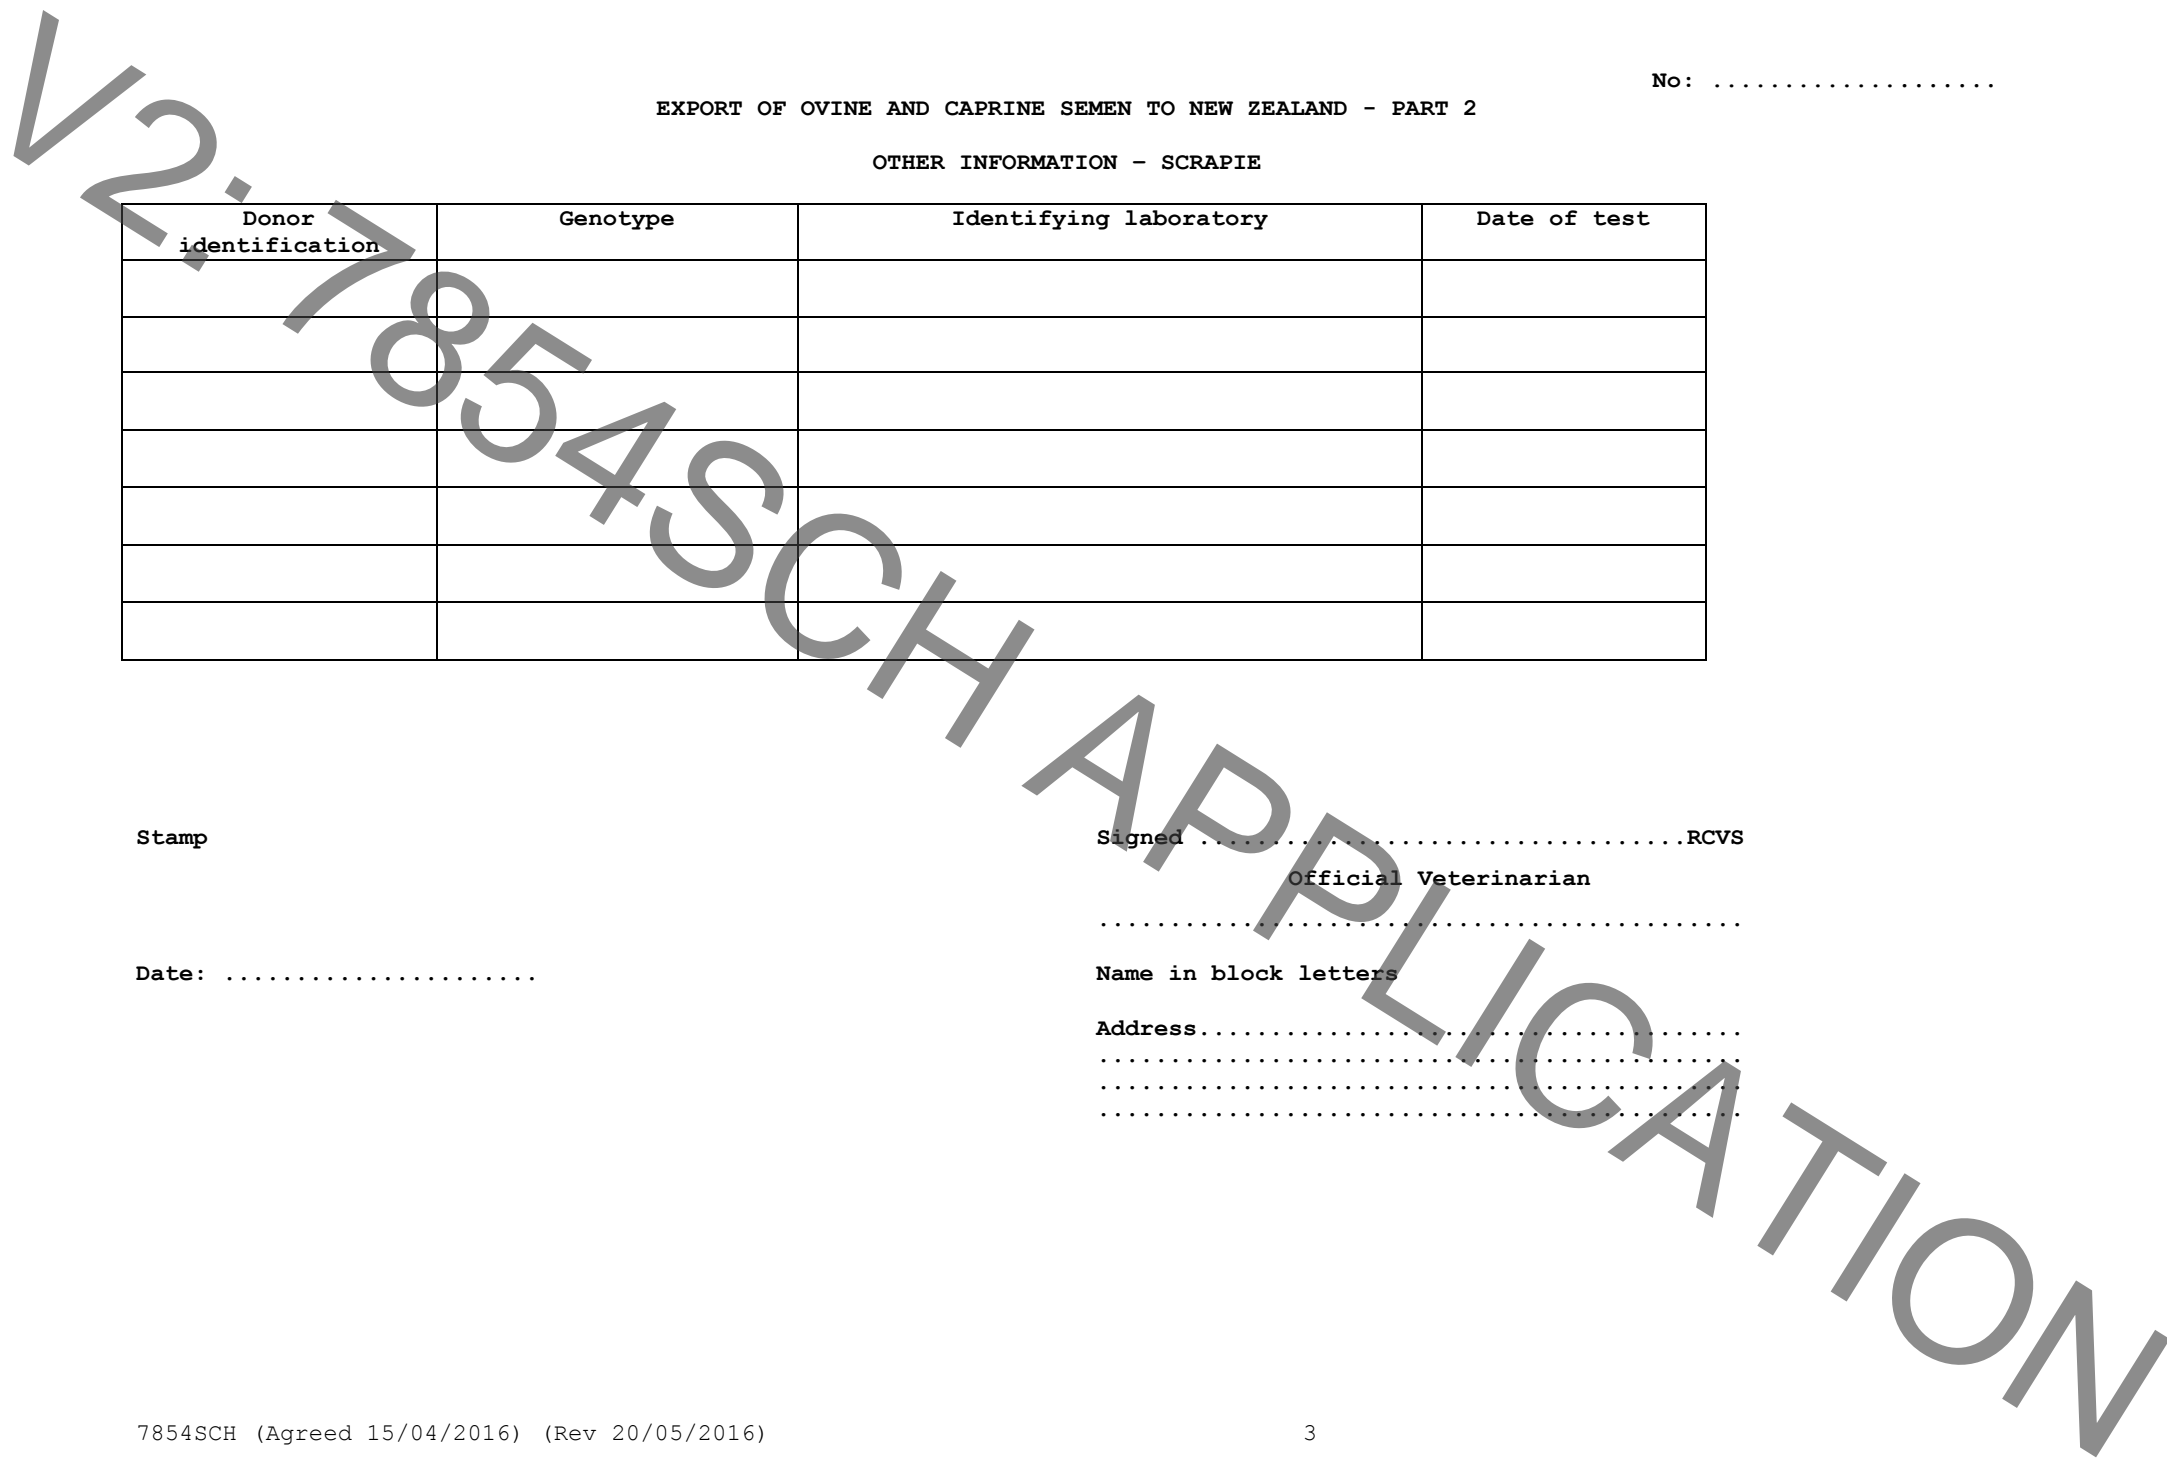 No: ....................
EXPORT OF OVINE AND CAPRINE SEMEN TO NEW ZEALAND - PART 2
OTHER INFORMATION – SCRAPIE
Donor identification Genotype Identifying laboratory Date of test
Stamp
Signed ..................................RCVS
Official Veterinarian
.............................................
Date: ......................
Name in block letters
Address......................................
.............................................
.............................................
.............................................
7854SCH (Agreed 15/04/2016) (Rev 20/05/2016) 3
V2:7854SCH APPLICATION